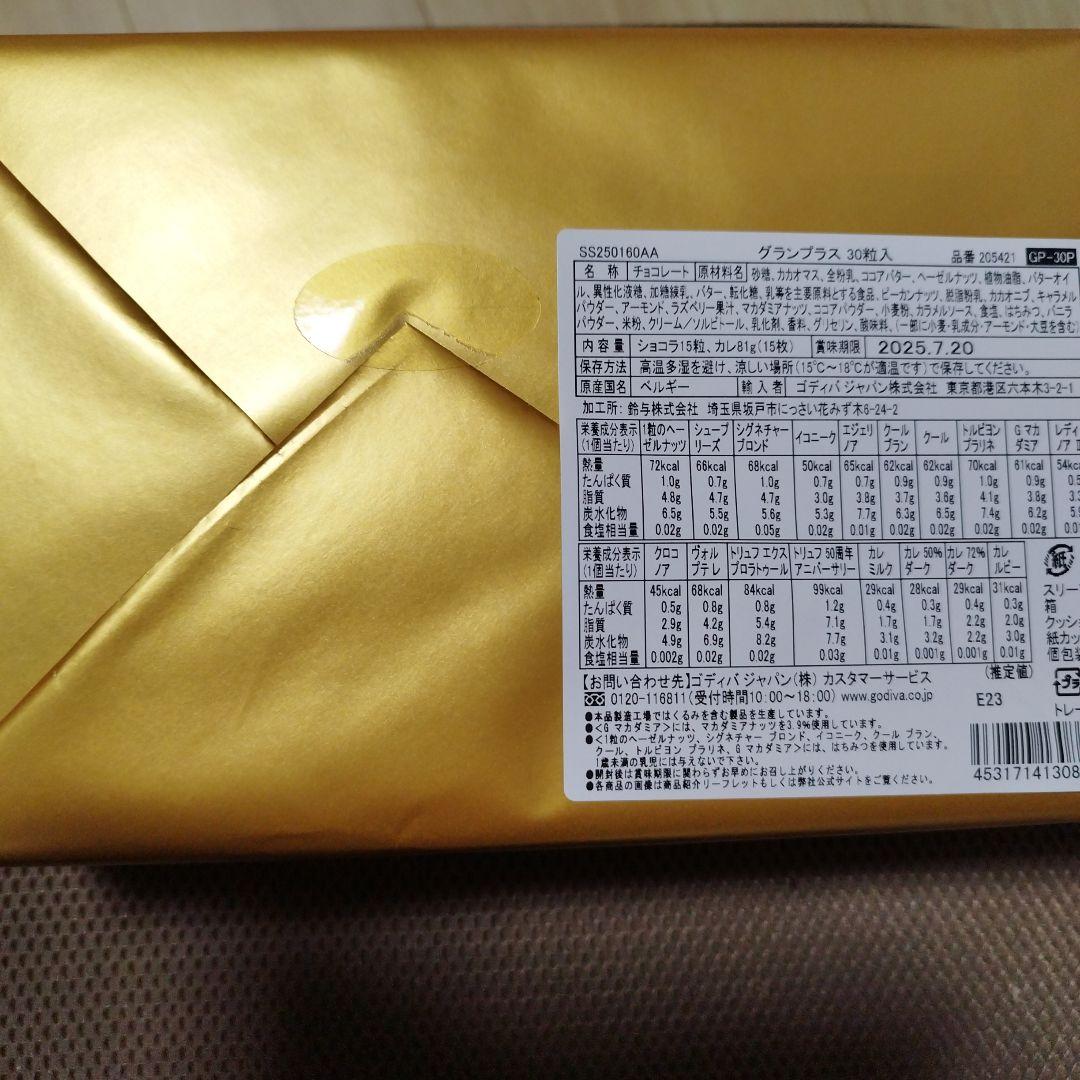 SS250160AA グランプラス 30粒入 品番 205421 GP-30P
名 称 チョコレート 原材料名 砂糖、カカオマス、全粉乳、ココアバター、ヘーゼルナッツ、植物油脂、バターオイ
ル、異性化液糖、加糖練乳、バター、転化糖、乳等を主要原料とする食品、ピーカンナッツ、脱脂粉乳、カカオニブ、キャラメル
パウダー、アーモンド、ラズベリー果汁、マカダミアナッツ、ココアパウダー、小麦粉、カラメルソース、食塩、はちみつ、バニラ
パウダー、米粉、クリーム/ソルビトール、乳化剤、香料、グリセリン、酸味料、(一部に小麦・乳成分・アーモンド・大豆を含む)
内 容 量 ショコラ15粒、カレ81g(15枚) 賞味期限 2025.7.20
保存方法 高温多湿を避け、涼しい場所(15℃～18℃が適温です)で保存してください。
原産国名 ベルギー 輸 入 者 ゴディバ ジャパン株式会社 東京都港区六本木3-2-1
加工所: 鈴与株式会社 埼玉県坂戸市にっさい花みず木6-24-2
栄養成分表示 1粒のヘー シューブ シグネチャー イコニーク エジェリ クール クール トルビヨン G マカ レディ
(1個当たり) ゼルナッツ リーズ ブロンド ノア ブラン プラリネ ダミア ノア
熱量 72kcal 66kcal 68kcal 50kcal 65kcal 62kcal 62kcal 70kcal 61kcal 54kc
たんぱく質 1.0g 0.7g 1.0g 0.7g 0.7g 0.9g 0.9g 1.0g 0.9g 0.5
脂質 4.8g 4.7g 4.7g 3.0g 3.8g 3.7g 3.6g 4.1g 3.8g 3.
炭水化物 6.5g 5.5g 5.6g 5.3g 7.7g 6.3g 6.5g 7.4g 6.2g 5.
食塩相当量 0.02g 0.02g 0.05g 0.02g 0.01g 0.02g 0.02g 0.02g 0.02g 0.0
栄養成分表示 クロコ ヴォル トリュフ エクス トリュフ 50周年 カレ カレ 50% カレ 72% カレ
(1個当たり) ノア プテレ プロラトゥール アニバーサリー ミルク ダーク ダーク ルビー
熱量 45kcal 68kcal 84kcal 99kcal 29kcal 28kcal 29kcal 31kcal
たんぱく質 0.5g 0.8g 0.8g 1.2g 0.4g 0.3g 0.4g 0.3g
脂質 2.9g 4.2g 5.4g 7.1g 1.7g 1.7g 2.2g 2.0g
炭水化物 4.9g 6.9g 8.2g 7.7g 3.1g 3.2g 2.2g 3.0g
食塩相当量 0.002g 0.02g 0.02g 0.03g 0.01g 0.001g 0.001g 0.01g
(推定値)
紙
スリー
箱
クッショ
紙カッ
個包装
プラ
トレー
【お問い合わせ先】ゴディバ ジャパン(株) カスタマーサービス
0120-116811(受付時間10:00～18:00) www.godiva.co.jp
E23
●本品製造工場ではくるみを含む製品を生産しています。
●<G マカダミア>には、マカダミアナッツを3.9%使用しています。
●<1粒のヘーゼルナッツ、シグネチャー ブロンド、イコニーク、クール ブラン、
クール、トルビヨン プラリネ、G マカダミア>には、はちみつを使用しています。
1歳未満の乳児には与えないで下さい。
●開封後は賞味期限に関わらずお早めにお召し上がりください。
●各商品の画像は商品紹介リーフレットもしくは弊社公式サイトをご覧ください。
45317141308